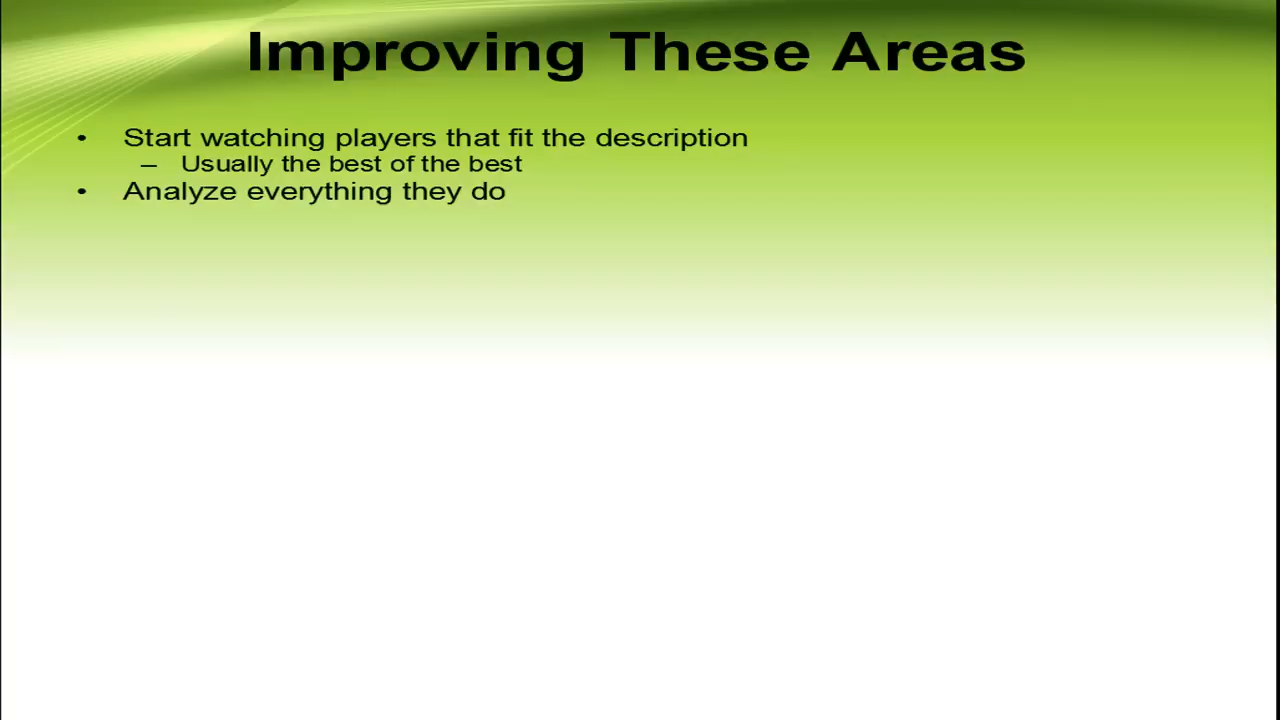 Improving These Areas
• Start watching players that fit the description
– Usually the best of the best
• Analyze everything they do